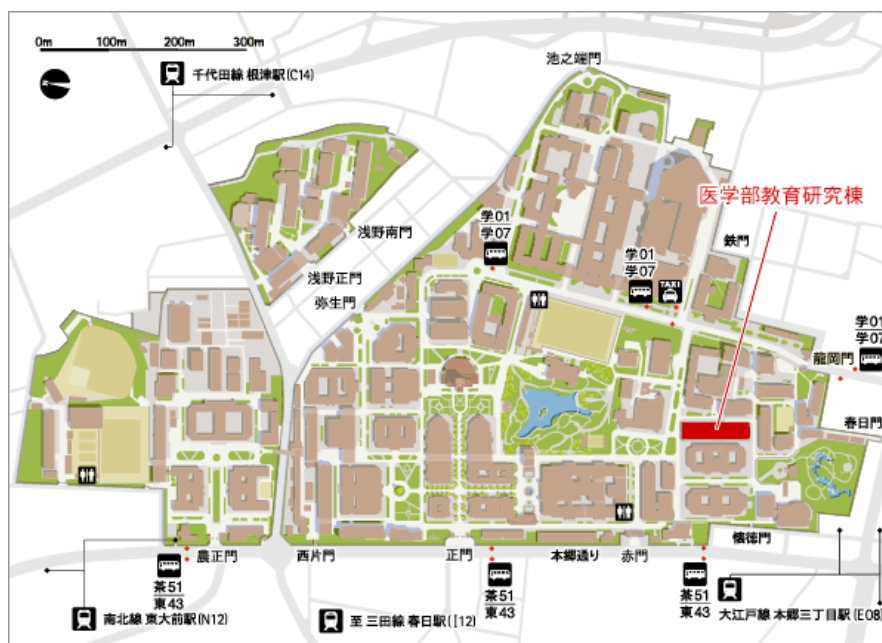 0m 100m 200m 300m
千代田線 根津駅(C14)
池之端門
医学部教育研究棟
浅野南門
学01
学07
鉄門
学01
学07
TAXI
浅野正門
弥生門
学01
学07
龍岡門
春日門
農正門
西片門
正門
本郷通り
赤門
懐徳門
茶51
東43
茶51
東43
茶51
東43
南北線 東大前駅(N12)
至 三田線 春日駅(I12)
大江戸線 本郷三丁目駅(E08)